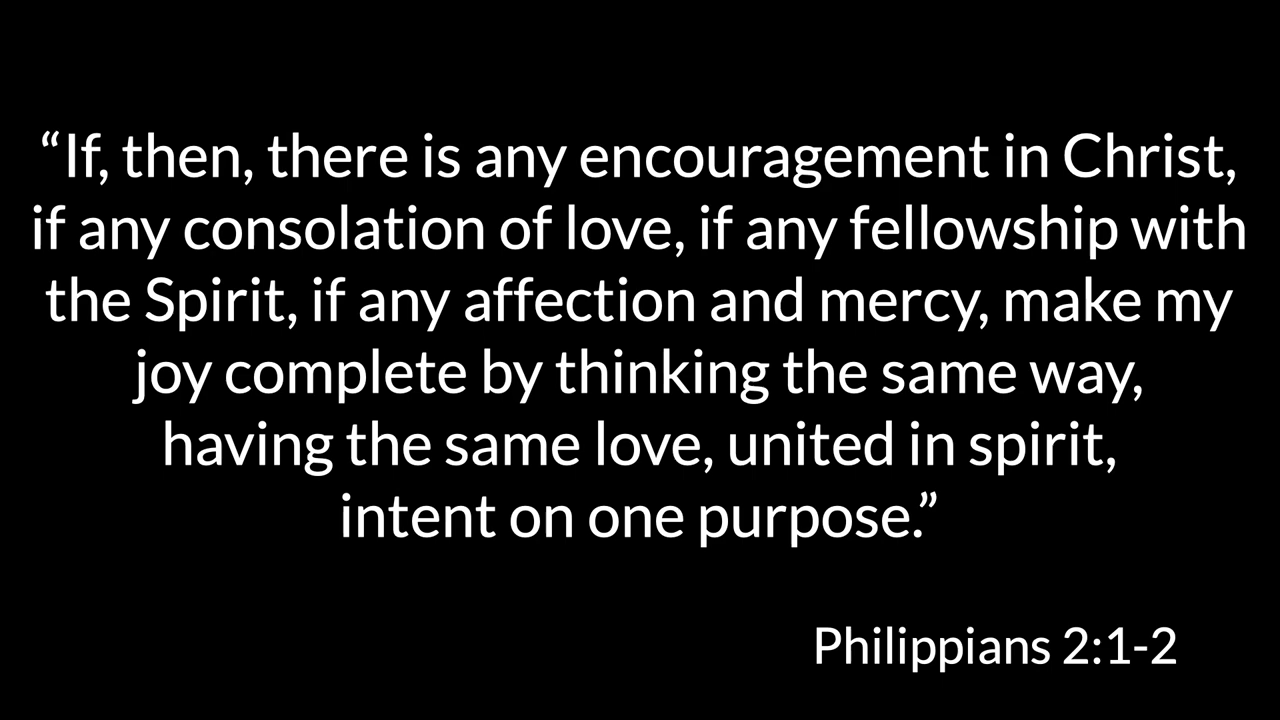 “If, then, there is any encouragement in Christ,
if any consolation of love, if any fellowship with
the Spirit, if any affection and mercy, make my
joy complete by thinking the same way,
having the same love, united in spirit,
intent on one purpose.”
Philippians 2:1-2